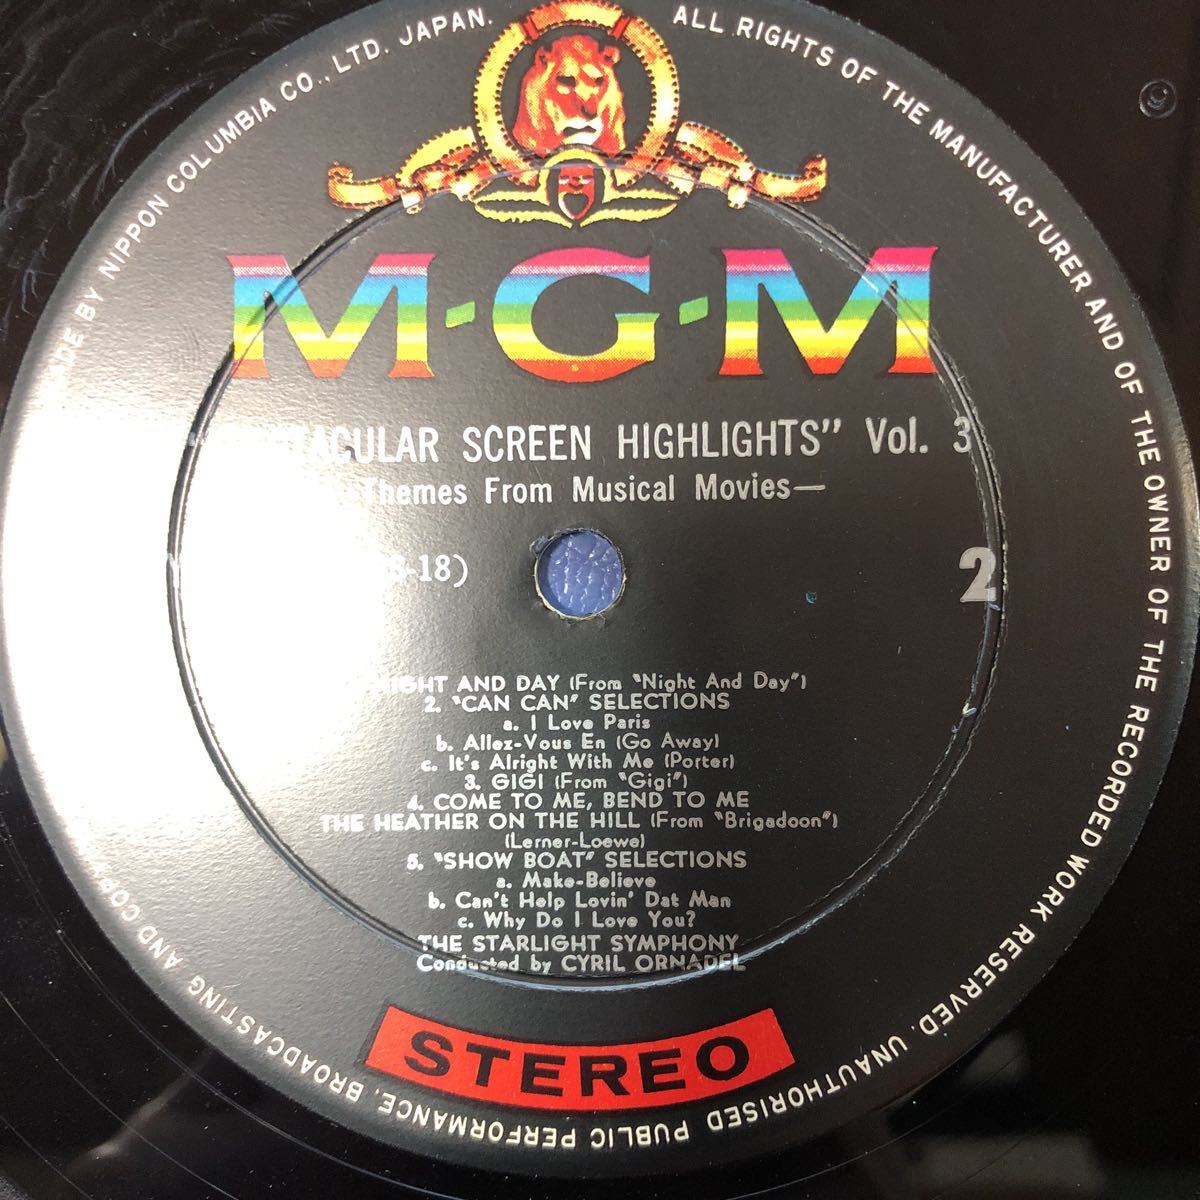 MADE BY NIPPON COLUMBIA CO., LTD. JAPAN. ALL RIGHTS OF THE MANUFACTURER AND OF THE OWNER OF THE RECORDED WORK RESERVED. UNAUTHORISED PUBLIC PERFORMANCE, BROADCASTING AND
M·G·M
SCREEN HIGHLIGHTS" Vol. 3
—Themes From Musical Movies—
-18)
2
NIGHT AND DAY (From "Night And Day")
2. "CAN CAN" SELECTIONS
a. I Love Paris
b. Allez-Vous En (Go Away)
c. It's Alright With Me (Porter)
3. GIGI (From "Gigi")
4. COME TO ME, BEND TO ME
THE HEATHER ON THE HILL (From "Brigadoon")
(Lerner-Loewe)
5. "SHOW BOAT" SELECTIONS
a. Make-Believe
b. Can't Help Lovin' Dat Man
c. Why Do I Love You?
THE STARLIGHT SYMPHONY
Conducted by CYRIL ORNADEL
STEREO